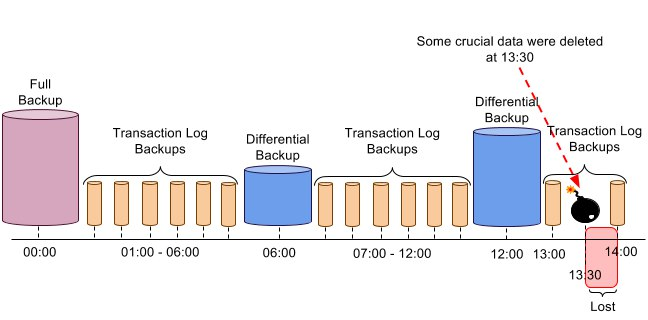 Some crucial data were deleted
at 13:30
Full
Backup
Transaction Log
Backups
Differential
Backup
Transaction Log
Backups
Differential
Backup
Transaction Log
Backups
00:00
01:00 - 06:00
06:00
07:00 - 12:00
12:00
13:00
14:00
13:30
Lost